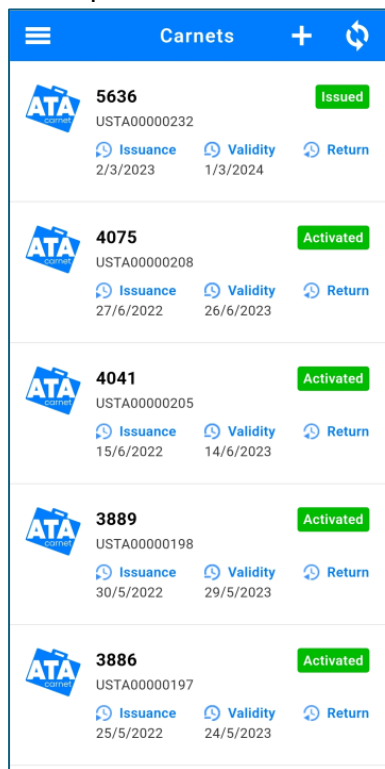 Carnets
ATA carnet
5636
Issued
USTA00000232
Issuance Validity Return
2/3/2023 1/3/2024
ATA carnet
4075
Activated
USTA00000208
Issuance Validity Return
27/6/2022 26/6/2023
ATA carnet
4041
Activated
USTA00000205
Issuance Validity Return
15/6/2022 14/6/2023
ATA carnet
3889
Activated
USTA00000198
Issuance Validity Return
30/5/2022 29/5/2023
ATA carnet
3886
Activated
USTA00000197
Issuance Validity Return
25/5/2022 24/5/2023